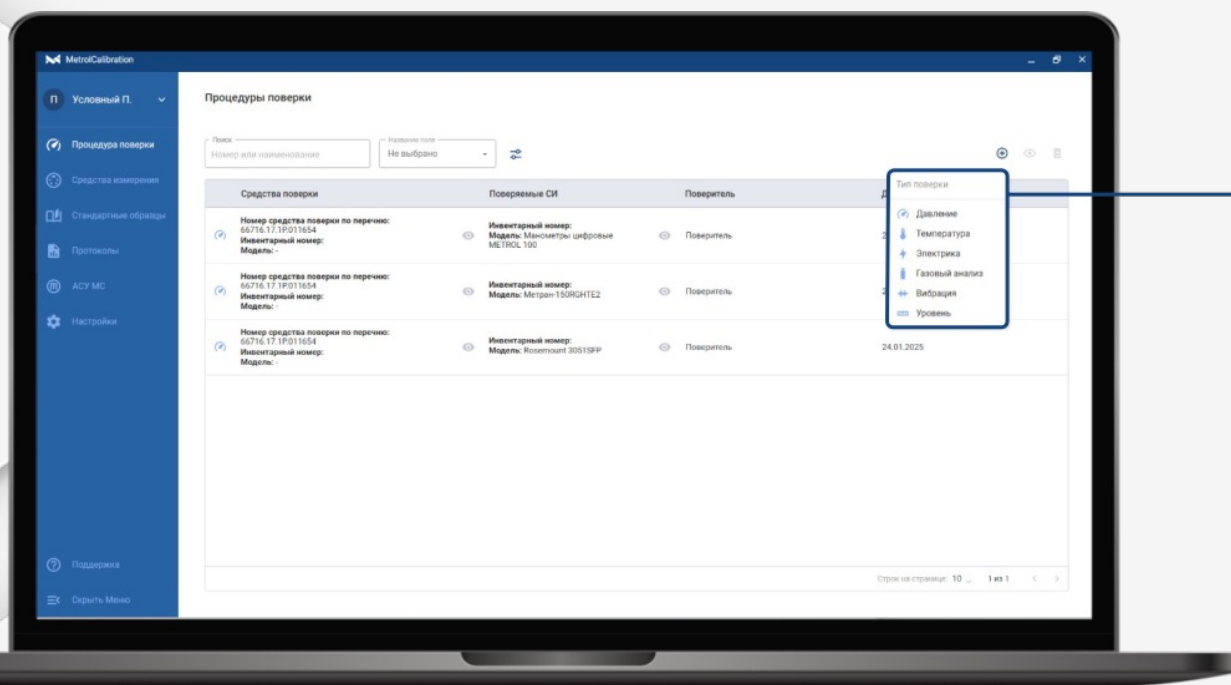 MetrolCalibration
П Условный П.
Процедура поверки
Средства измерения
Стандартные образцы
Протоколы
АСУ МС
Настройки
Поддержка
Скрыть Меню
Процедуры поверки
Поиск
Номер или наименование
Название поля
Не выбрано
Средства поверки Поверяемые СИ Поверитель Д
Номер средства поверки по перечню:
66716.17.1Р.011654
Инвентарный номер:
Модель: -
Инвентарный номер:
Модель: Манометры цифровые
METROL 100
Поверитель
2
Номер средства поверки по перечню:
66716.17.1Р.011654
Инвентарный номер:
Модель: -
Инвентарный номер:
Модель: Метран-150RGHTE2
Поверитель
2
Номер средства поверки по перечню:
66716.17.1Р.011654
Инвентарный номер:
Модель: -
Инвентарный номер:
Модель: Rosemount 3051SFP
Поверитель
24.01.2025
Тип поверки
Давление
Температура
Электрика
Газовый анализ
Вибрация
Уровень
Строк на странице: 10 1 из 1